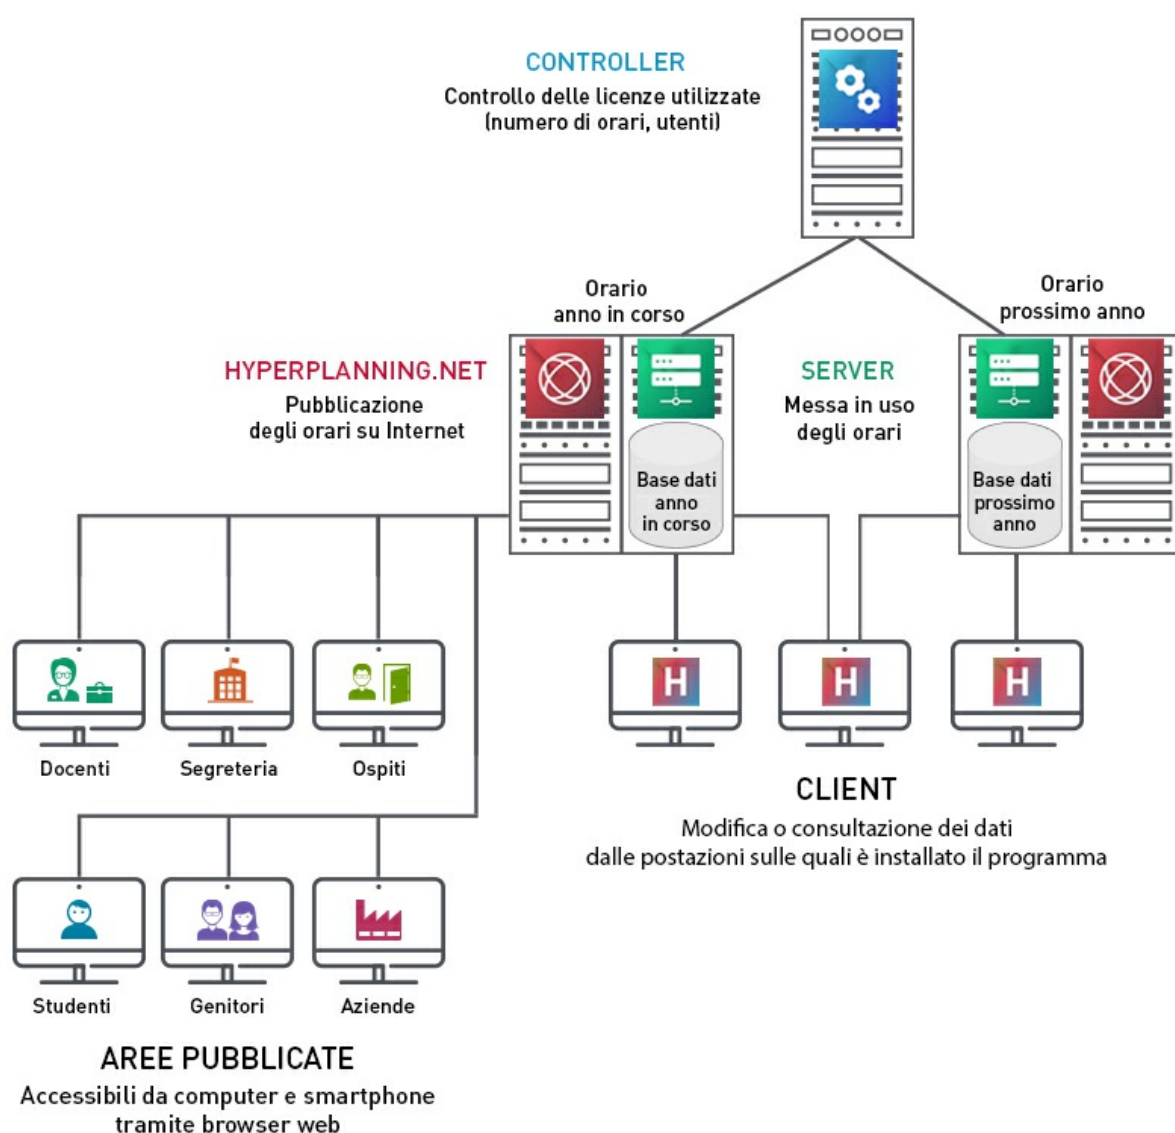 CONTROLLER
Controllo delle licenze utilizzate
(numero di orari, utenti)
Orario
anno in corso
Orario
prossimo anno
HYPERPLANNING.NET
Pubblicazione
degli orari su Internet
SERVER
Messa in uso
degli orari
Base dati
anno
in corso
Base dati
prossimo
anno
H
H
H
Docenti
Segreteria
Ospiti
CLIENT
Modifica o consultazione dei dati
dalle postazioni sulle quali è installato il programma
Studenti
Genitori
Aziende
AREE PUBBLICATE
Accessibili da computer e smartphone
tramite browser web